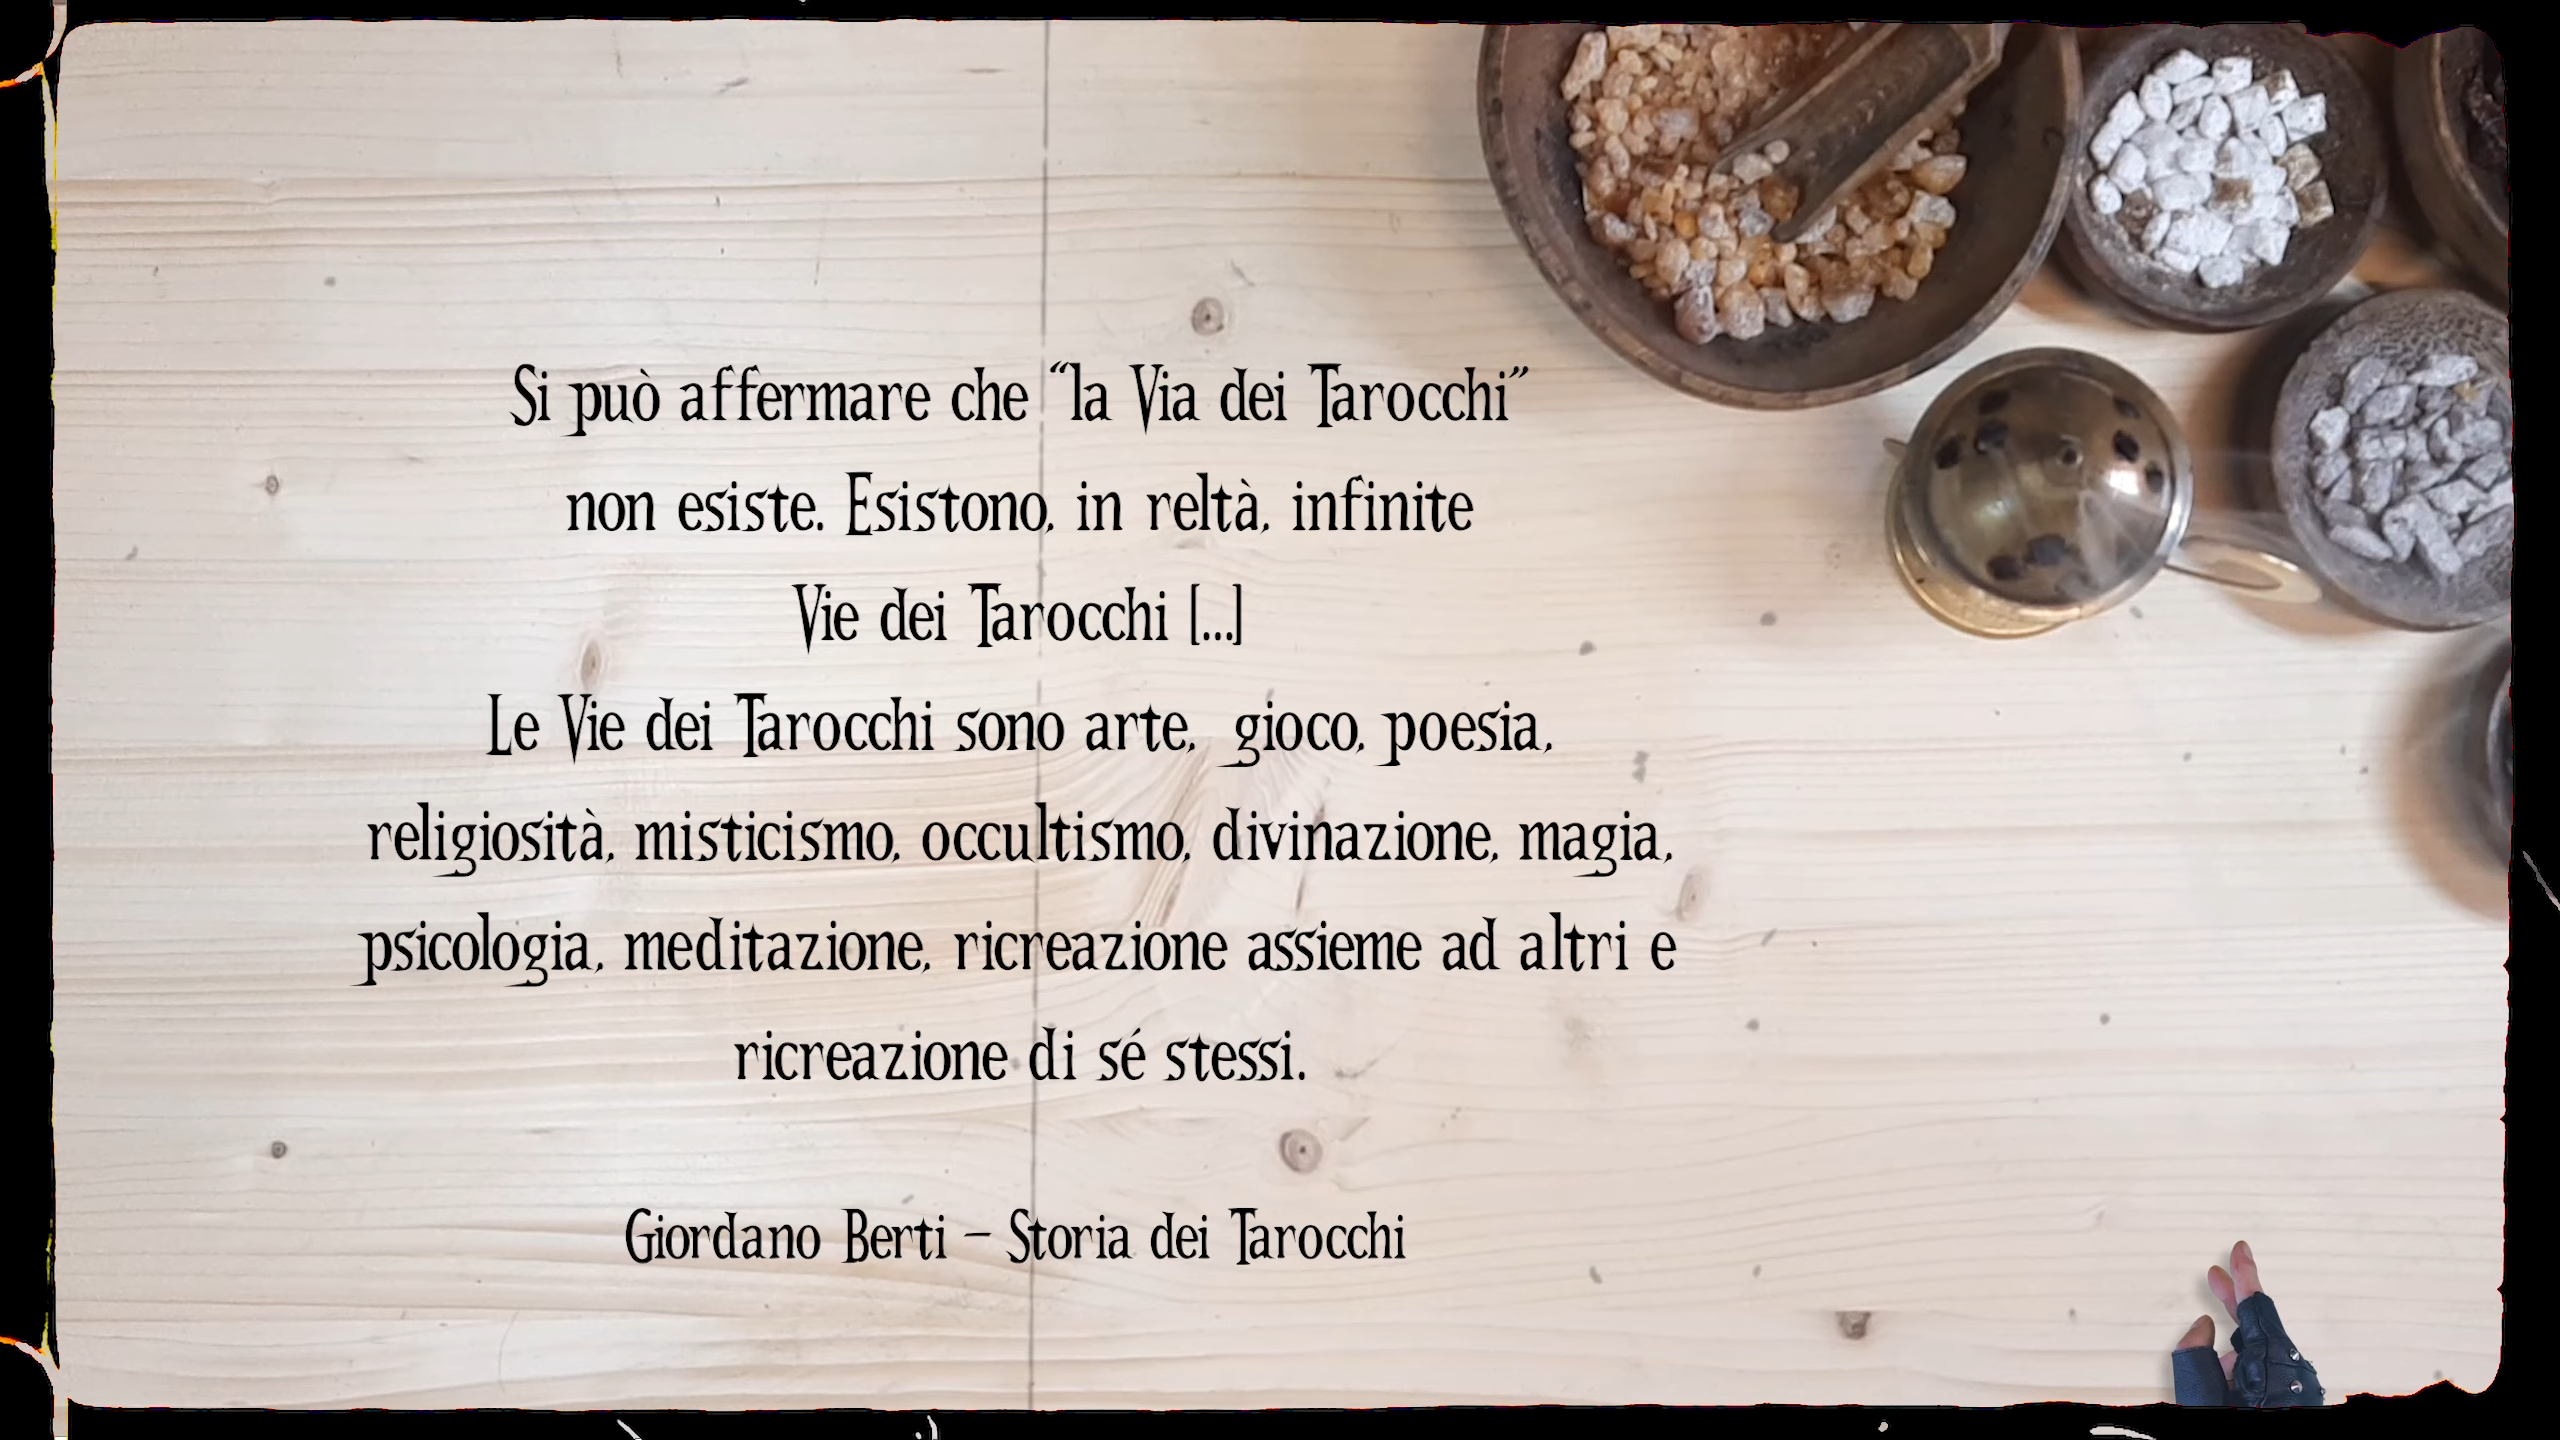 Si può affermare che “la Via dei Tarocchi”
non esiste. Esistono, in reltà, infinite
Vie dei Tarocchi [...]
Le Vie dei Tarocchi sono arte, gioco, poesia,
religiosità, misticismo, occultismo, divinazione, magia,
psicologia, meditazione, ricreazione assieme ad altri e
ricreazione di sé stessi.
Giordano Berti – Storia dei Tarocchi